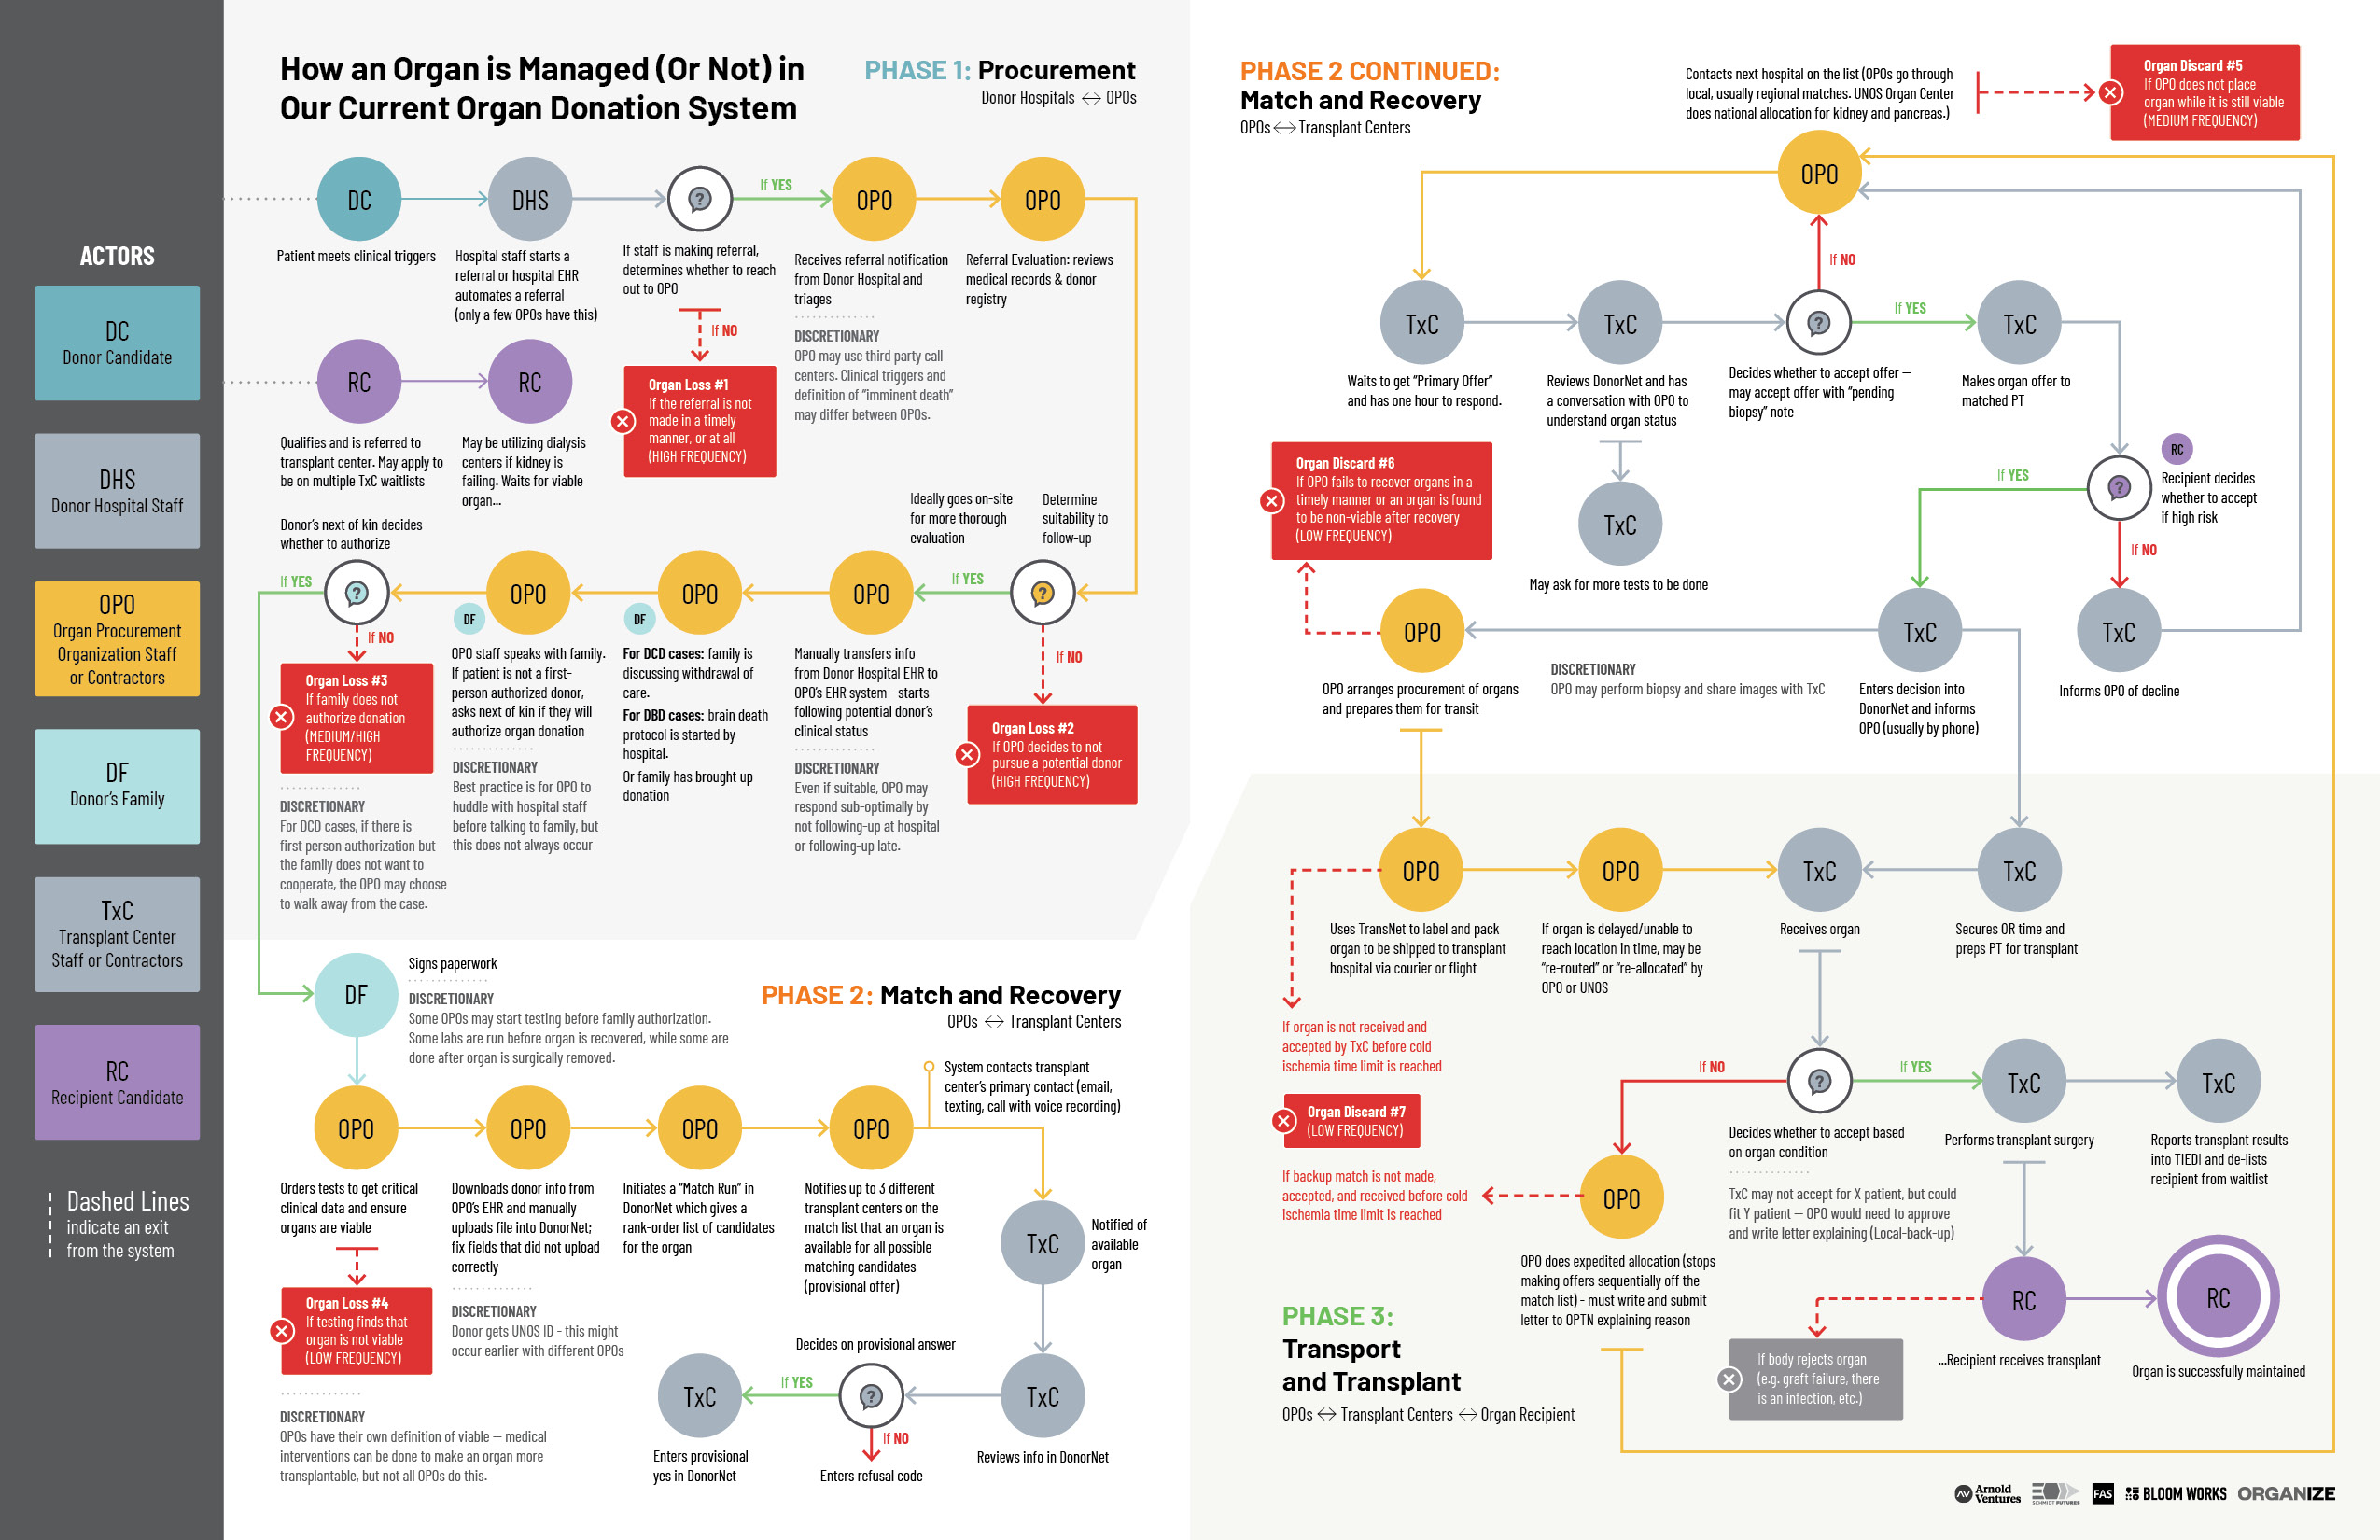 How an Organ is Managed (Or Not) in
Our Current Organ Donation System
PHASE 1: Procurement
Donor Hospitals ↔ OPOs
ACTORS
DC
Donor Candidate
DHS
Donor Hospital Staff
OPO
Organ Procurement
Organization Staff
or Contractors
DF
Donor's Family
TxC
Transplant Center
Staff or Contractors
RC
Recipient Candidate
Dashed Lines
indicate an exit
from the system
DC
Patient meets clinical triggers
DHS
Hospital staff starts a
referral or hospital EHR
automates a referral
(only a few OPOs have this)
?
If staff is making referral,
determines whether to reach
out to OPO
If NO
Organ Loss #1
If the referral is not
made in a timely
manner, or at all
(HIGH FREQUENCY)
If YES
OPO
Receives referral notification
from Donor Hospital and
triages
DISCRETIONARY
OPO may use third party call
centers. Clinical triggers and
definition of "imminent death"
may differ between OPOs.
OPO
Referral Evaluation: reviews
medical records & donor
registry
RC
Qualifies and is referred to
transplant center. May apply to
be on multiple TxC waitlists
RC
May be utilizing dialysis
centers if kidney is
failing. Waits for viable
organ...
Determine
suitability to
follow-up
?
If NO
Organ Loss #2
If OPO decides to not
pursue a potential donor
(HIGH FREQUENCY)
If YES
Ideally goes on-site
for more thorough
evaluation
OPO
Manually transfers info
from Donor Hospital EHR to
OPO's EHR system - starts
following potential donor's
clinical status
DISCRETIONARY
Even if suitable, OPO may
respond sub-optimally by
not following-up at hospital
or following-up late.
OPO
DF
For DCD cases: family is
discussing withdrawal of
care.
For DBD cases: brain death
protocol is started by
hospital.
Or family has brought up
donation
OPO
DF
OPO staff speaks with family.
If patient is not a first-
person authorized donor,
asks next of kin if they will
authorize organ donation
DISCRETIONARY
Best practice is for OPO to
huddle with hospital staff
before talking to family, but
this does not always occur
Donor's next of kin decides
whether to authorize
?
If YES
If NO
Organ Loss #3
If family does not
authorize donation
(MEDIUM/HIGH
FREQUENCY)
DISCRETIONARY
For DCD cases, if there is
first person authorization but
the family does not want to
cooperate, the OPO may choose
to walk away from the case.
PHASE 2: Match and Recovery
OPOs ↔ Transplant Centers
DF
Signs paperwork
DISCRETIONARY
Some OPOs may start testing before family authorization.
Some labs are run before organ is recovered, while some are
done after organ is surgically removed.
OPO
Orders tests to get critical
clinical data and ensure
organs are viable
Organ Loss #4
If testing finds that
organ is not viable
(LOW FREQUENCY)
DISCRETIONARY
OPOs have their own definition of viable — medical
interventions can be done to make an organ more
transplantable, but not all OPOs do this.
OPO
Downloads donor info from
OPO's EHR and manually
uploads file into DonorNet;
fix fields that did not upload
correctly
DISCRETIONARY
Donor gets UNOS ID - this might
occur earlier with different OPOs
OPO
Initiates a "Match Run" in
DonorNet which gives a
rank-order list of candidates
for the organ
OPO
Notifies up to 3 different
transplant centers on the
match list that an organ is
available for all possible
matching candidates
(provisional offer)
System contacts transplant
center's primary contact (email,
texting, call with voice recording)
TxC
Notified of
available
organ
TxC
Reviews info in DonorNet
Decides on provisional answer
?
If NO
Enters refusal code
If YES
TxC
Enters provisional
yes in DonorNet
PHASE 2 CONTINUED:
Match and Recovery
OPOs ↔ Transplant Centers
Contacts next hospital on the list (OPOs go through
local, usually regional matches. UNOS Organ Center
does national allocation for kidney and pancreas.)
Organ Discard #5
If OPO does not place
organ while it is still viable
(MEDIUM FREQUENCY)
OPO
TxC
Waits to get "Primary Offer"
and has one hour to respond.
TxC
Reviews DonorNet and has
a conversation with OPO to
understand organ status
TxC
May ask for more tests to be done
If NO
?
Decides whether to accept offer —
may accept offer with "pending
biopsy" note
If YES
TxC
Makes organ offer to
matched PT
RC
?
Recipient decides
whether to accept
if high risk
If NO
TxC
Informs OPO of decline
If YES
TxC
Enters decision into
DonorNet and informs
OPO (usually by phone)
DISCRETIONARY
OPO may perform biopsy and share images with TxC
OPO
OPO arranges procurement of organs
and prepares them for transit
Organ Discard #6
If OPO fails to recover organs in a
timely manner or an organ is found
to be non-viable after recovery
(LOW FREQUENCY)
OPO
Uses TransNet to label and pack
organ to be shipped to transplant
hospital via courier or flight
OPO
If organ is delayed/unable to
reach location in time, may be
"re-routed" or "re-allocated" by
OPO or UNOS
TxC
Receives organ
TxC
Secures OR time and
preps PT for transplant
If organ is not received and
accepted by TxC before cold
ischemia time limit is reached
Organ Discard #7
(LOW FREQUENCY)
If backup match is not made,
accepted, and received before cold
ischemia time limit is reached
If NO
?
If YES
Decides whether to accept based
on organ condition
TxC may not accept for X patient, but could
fit Y patient — OPO would need to approve
and write letter explaining (Local-back-up)
OPO
OPO does expedited allocation (stops
making offers sequentially off the
match list) - must write and submit
letter to OPTN explaining reason
TxC
Performs transplant surgery
TxC
Reports transplant results
into TIEDI and de-lists
recipient from waitlist
RC
...Recipient receives transplant
RC
Organ is successfully maintained
If body rejects organ
(e.g. graft failure, there
is an infection, etc.)
PHASE 3:
Transport
and Transplant
OPOs ↔ Transplant Centers ↔ Organ Recipient
AV Arnold
Ventures
SCHMIDT FUTURES
FAS
BLOOM WORKS
ORGANIZE